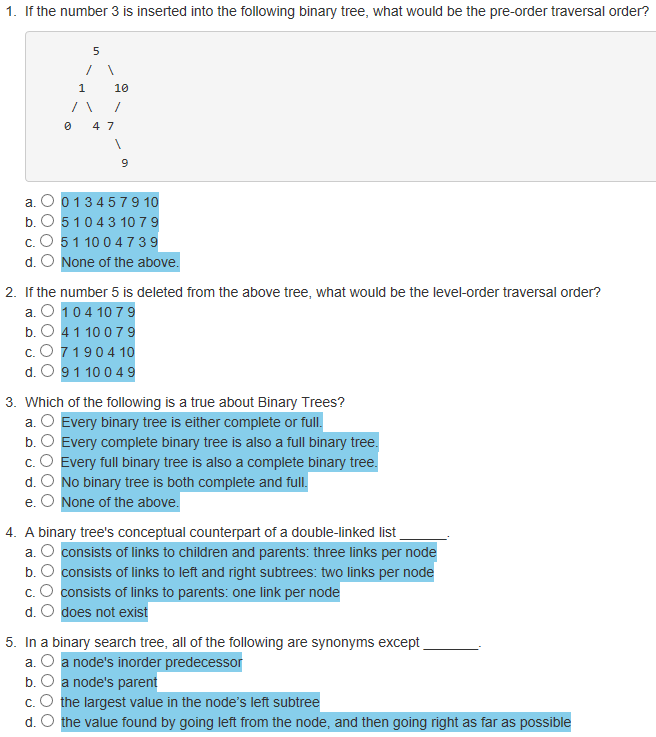 1. If the number 3 is inserted into the following binary tree, what would be the pre-order traversal order?
5
/ \
1 10
/ \ /
0 4 7
\
9
a. 0 1 3 4 5 7 9 10
b. 5 1 0 4 3 10 7 9
c. 5 1 10 0 4 7 3 9
d. None of the above.
2. If the number 5 is deleted from the above tree, what would be the level-order traversal order?
a. 1 0 4 10 7 9
b. 4 1 10 0 7 9
c. 7 1 9 0 4 10
d. 9 1 10 0 4 9
3. Which of the following is a true about Binary Trees?
a. Every binary tree is either complete or full.
b. Every complete binary tree is also a full binary tree.
c. Every full binary tree is also a complete binary tree.
d. No binary tree is both complete and full.
e. None of the above.
4. A binary tree's conceptual counterpart of a double-linked list ______.
a. consists of links to children and parents: three links per node
b. consists of links to left and right subtrees: two links per node
c. consists of links to parents: one link per node
d. does not exist
5. In a binary search tree, all of the following are synonyms except _______.
a. a node's inorder predecessor
b. a node's parent
c. the largest value in the node's left subtree
d. the value found by going left from the node, and then going right as far as possible